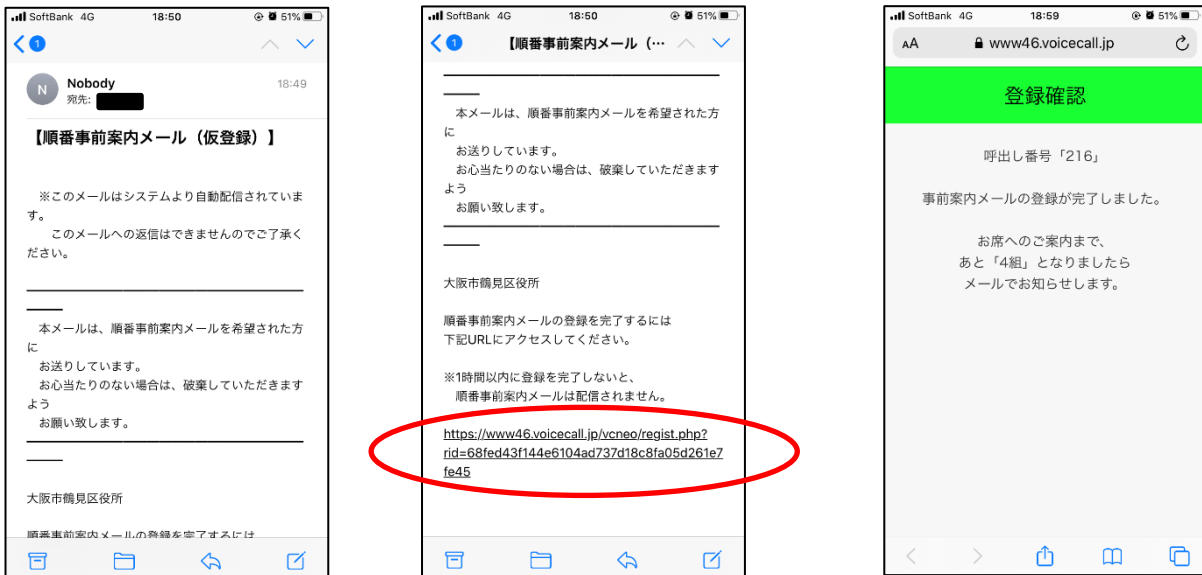 SoftBank 4G 18:50 51%
1
N
Nobody 18:49
宛先:
【順番事前案内メール（仮登録）】
※このメールはシステムより自動配信されていま
す。
このメールへの返信はできませんのでご了承く
ださい。
本メールは、順番事前案内メールを希望された方
に
お送りしています。
お心当たりのない場合は、破棄していただきます
よう
お願い致します。
大阪市鶴見区役所
順番事前案内メールの登録を完了するには
SoftBank 4G 18:50 51%
1 【順番事前案内メール（…
本メールは、順番事前案内メールを希望された方
に
お送りしています。
お心当たりのない場合は、破棄していただきます
よう
お願い致します。
大阪市鶴見区役所
順番事前案内メールの登録を完了するには
下記URLにアクセスしてください。
※1時間以内に登録を完了しないと、
順番事前案内メールは配信されません。
https://www46.voicecall.jp/vcneo/regist.php?
rid=68fed43f144e6104ad737d18c8fa05d261e7
fe45
SoftBank 4G 18:59 51%
AA www46.voicecall.jp
登録確認
呼出し番号「216」
事前案内メールの登録が完了しました。
お席へのご案内まで、
あと「4組」となりましたら
メールでお知らせします。